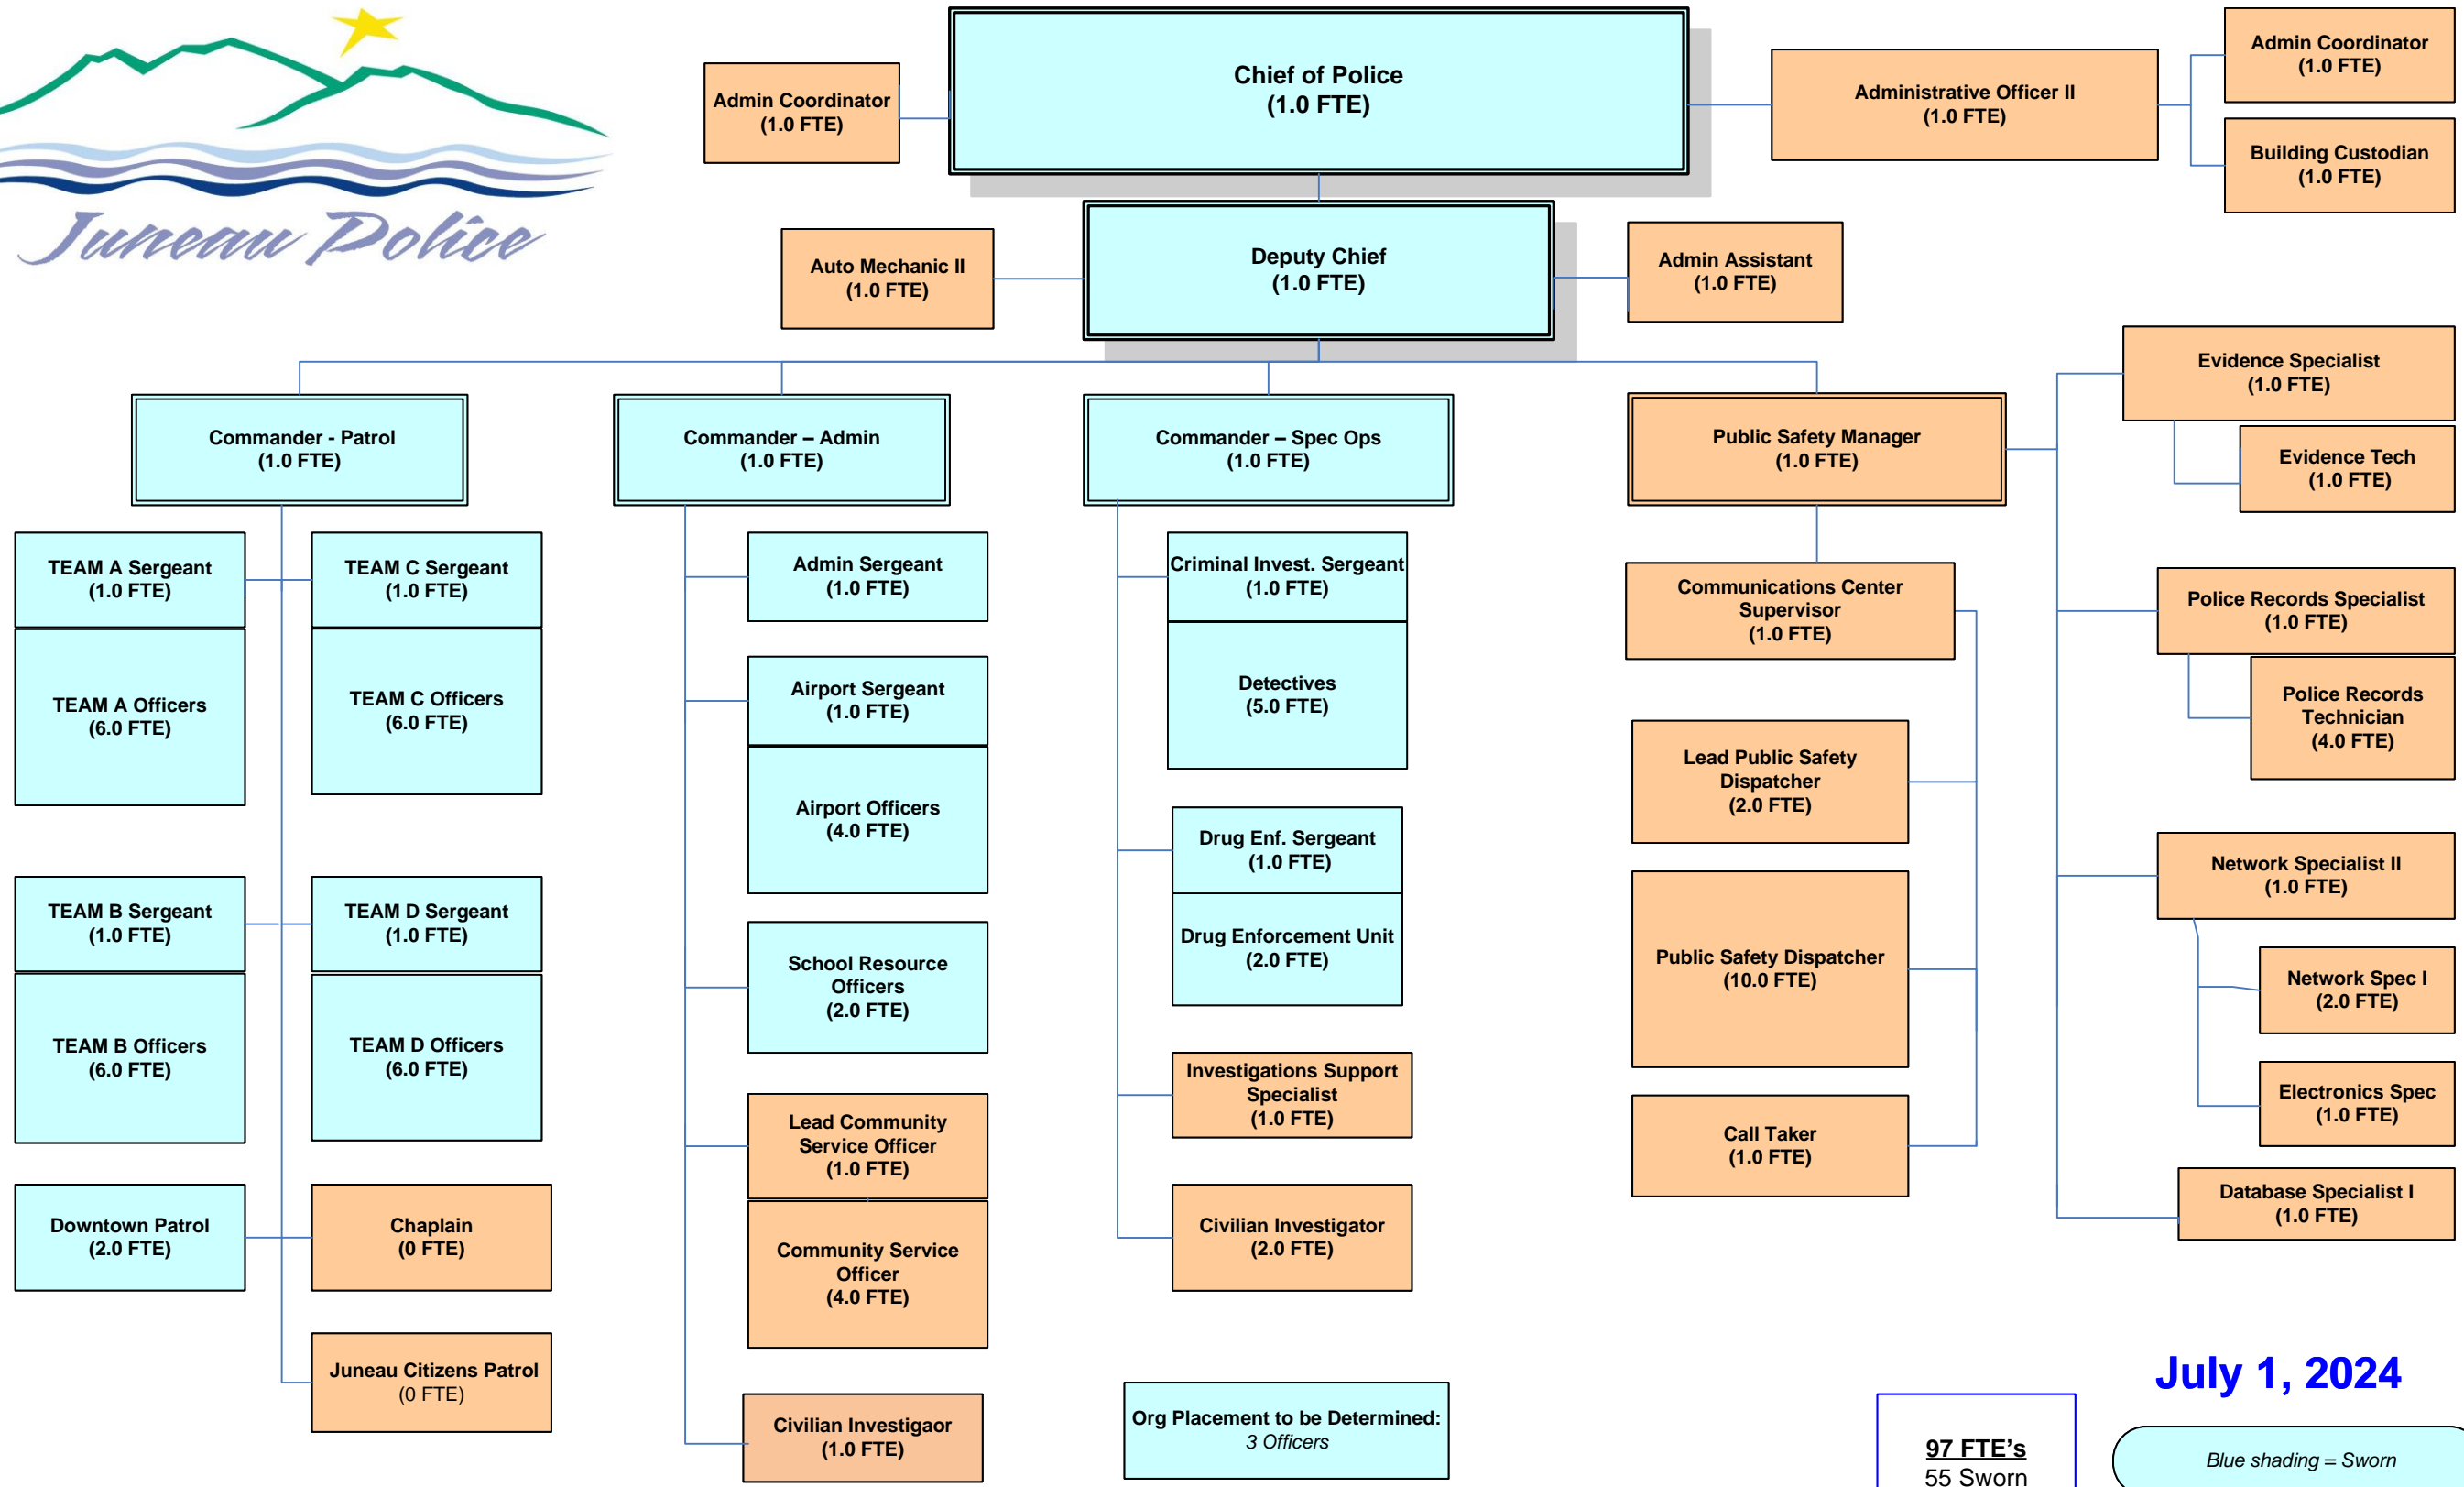 Juneau Police
Admin Coordinator
(1.0 FTE)
Chief of Police
(1.0 FTE)
Administrative Officer II
(1.0 FTE)
Admin Coordinator
(1.0 FTE)
Building Custodian
(1.0 FTE)
Auto Mechanic II
(1.0 FTE)
Deputy Chief
(1.0 FTE)
Admin Assistant
(1.0 FTE)
Commander - Patrol
(1.0 FTE)
TEAM A Sergeant
(1.0 FTE)
TEAM A Officers
(6.0 FTE)
TEAM C Sergeant
(1.0 FTE)
TEAM C Officers
(6.0 FTE)
TEAM B Sergeant
(1.0 FTE)
TEAM B Officers
(6.0 FTE)
TEAM D Sergeant
(1.0 FTE)
TEAM D Officers
(6.0 FTE)
Downtown Patrol
(2.0 FTE)
Chaplain
(0 FTE)
Juneau Citizens Patrol
(0 FTE)
Commander – Admin
(1.0 FTE)
Admin Sergeant
(1.0 FTE)
Airport Sergeant
(1.0 FTE)
Airport Officers
(4.0 FTE)
School Resource
Officers
(2.0 FTE)
Lead Community
Service Officer
(1.0 FTE)
Community Service
Officer
(4.0 FTE)
Civilian Investigaor
(1.0 FTE)
Commander – Spec Ops
(1.0 FTE)
Criminal Invest. Sergeant
(1.0 FTE)
Detectives
(5.0 FTE)
Drug Enf. Sergeant
(1.0 FTE)
Drug Enforcement Unit
(2.0 FTE)
Investigations Support
Specialist
(1.0 FTE)
Civilian Investigator
(2.0 FTE)
Org Placement to be Determined:
3 Officers
Public Safety Manager
(1.0 FTE)
Communications Center
Supervisor
(1.0 FTE)
Lead Public Safety
Dispatcher
(2.0 FTE)
Public Safety Dispatcher
(10.0 FTE)
Call Taker
(1.0 FTE)
Evidence Specialist
(1.0 FTE)
Evidence Tech
(1.0 FTE)
Police Records Specialist
(1.0 FTE)
Police Records
Technician
(4.0 FTE)
Network Specialist II
(1.0 FTE)
Network Spec I
(2.0 FTE)
Electronics Spec
(1.0 FTE)
Database Specialist I
(1.0 FTE)
July 1, 2024
97 FTE's
55 Sworn
Blue shading = Sworn